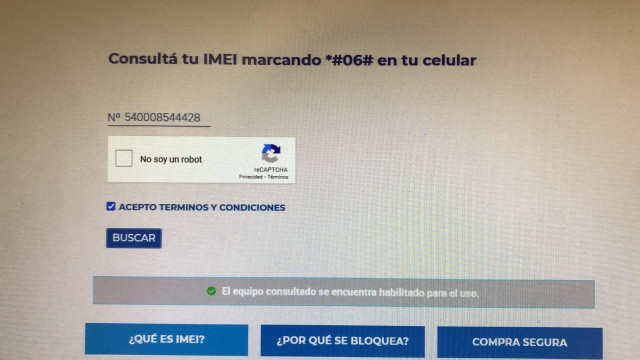 Consultá tu IMEI marcando *#06# en tu celular
Nº 540008544428
No soy un robot
reCAPTCHA
Privacidad - Términos
ACEPTO TERMINOS Y CONDICIONES
BUSCAR
El equipo consultado se encuentra habilitado para el uso.
¿QUÉ ES IMEI?
¿POR QUÉ SE BLOQUEA?
COMPRA SEGURA